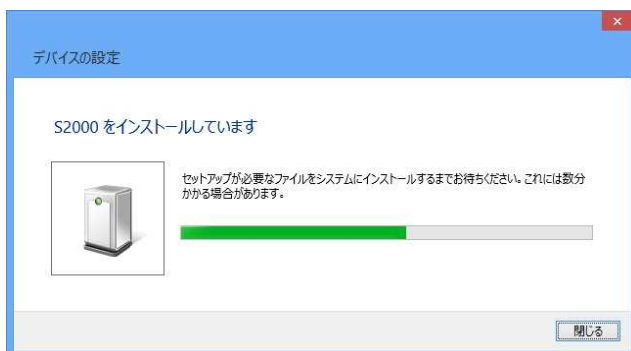 デバイスの設定
S2000 をインストールしています
セットアップが必要なファイルをシステムにインストールするまでお待ちください。これには数分
かかる場合があります。
閉じる